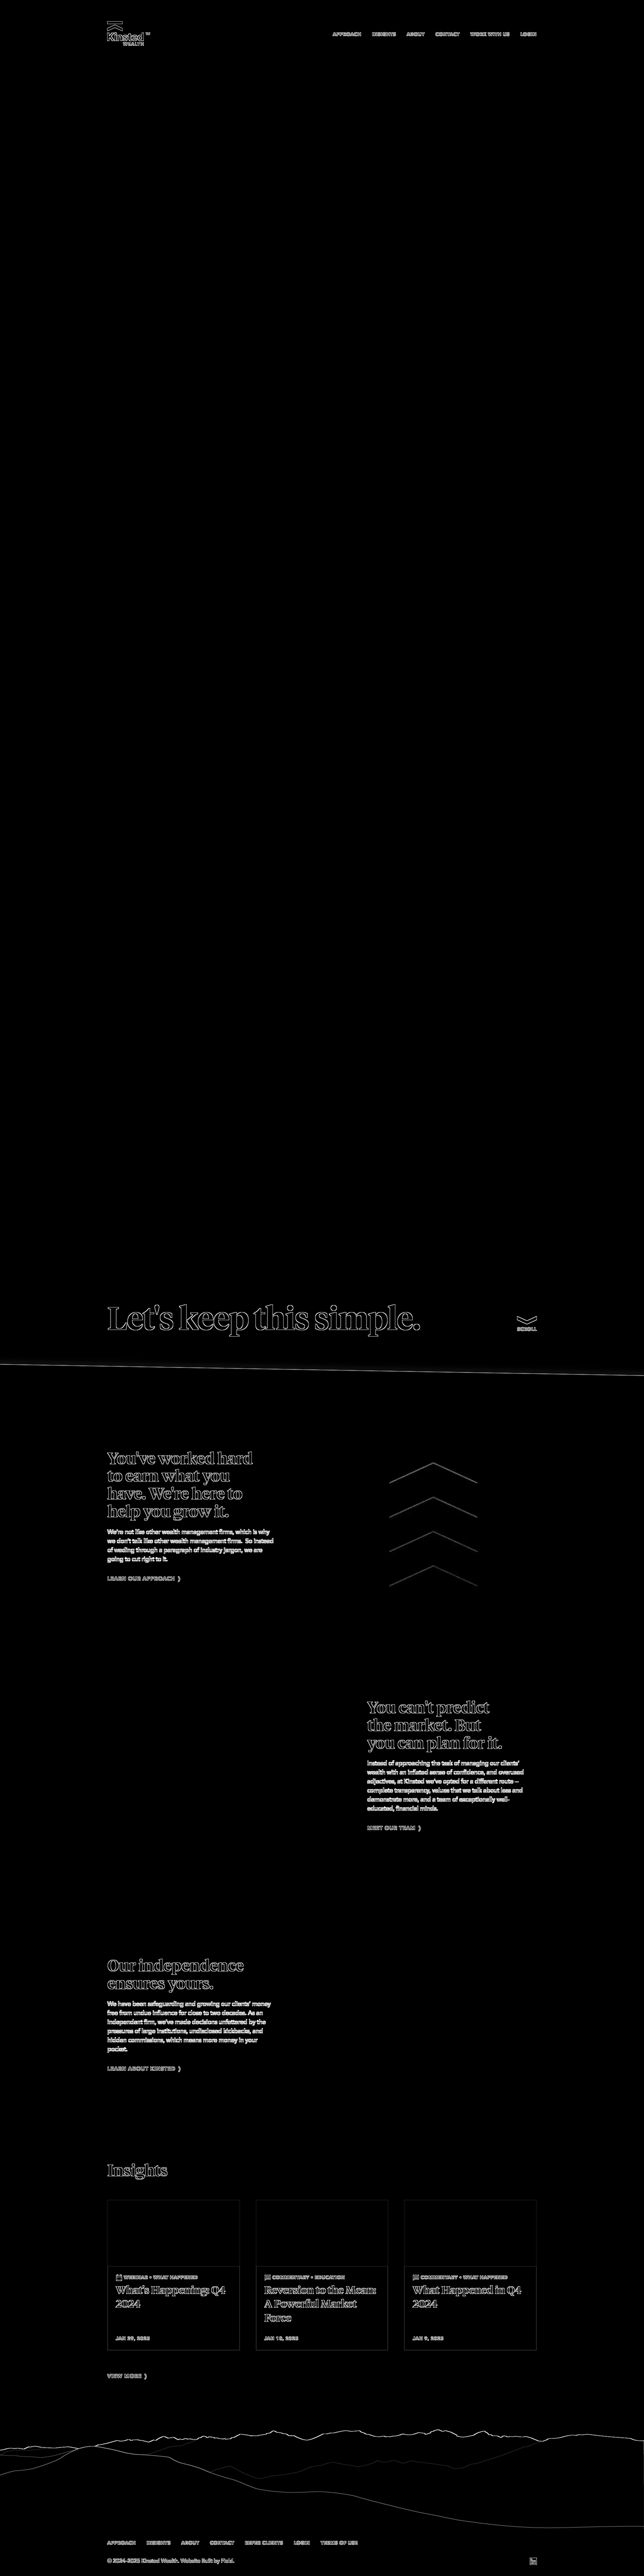 Kinsted TM
WEALTH
APPROACH INSIGHTS ABOUT CONTACT WORK WITH US LOGIN
Let's keep this simple.
SCROLL
You've worked hard
to earn what you
have. We're here to
help you grow it.
We're not like other wealth management firms, which is why
we don't talk like other wealth management firms. So instead
of wading through a paragraph of industry jargon, we are
going to cut right to it.
LEARN OUR APPROACH
You can't predict
the market. But
you can plan for it.
Instead of approaching the task of managing our clients'
wealth with an inflated sense of confidence, and overused
adjectives, at Kinsted we've opted for a different route –
complete transparency, values that we talk about less and
demonstrate more, and a team of exceptionally well-
educated, financial minds.
MEET OUR TEAM
Our independence
ensures yours.
We have been safeguarding and growing our clients' money
free from undue influence for close to two decades. As an
independent firm, we've made decisions unfettered by the
pressures of large institutions, undisclosed kickbacks, and
hidden commissions, which means more money in your
pocket.
LEARN ABOUT KINSTED
Insights
WEBINAR • WHAT HAPPENED
What's Happenings Q4
2024
JAN 29, 2025
COMMENTARY • EDUCATION
Reversion to the Mean:
A Powerful Market
Force
JAN 15, 2025
COMMENTARY • WHAT HAPPENED
What Happened in Q4
2024
JAN 9, 2025
VIEW MORE
APPROACH INSIGHTS ABOUT CONTACT CLIENTS LOGIN TERMS OF USE
© 2024-2025 Kinsted Wealth. Website Built by Field.